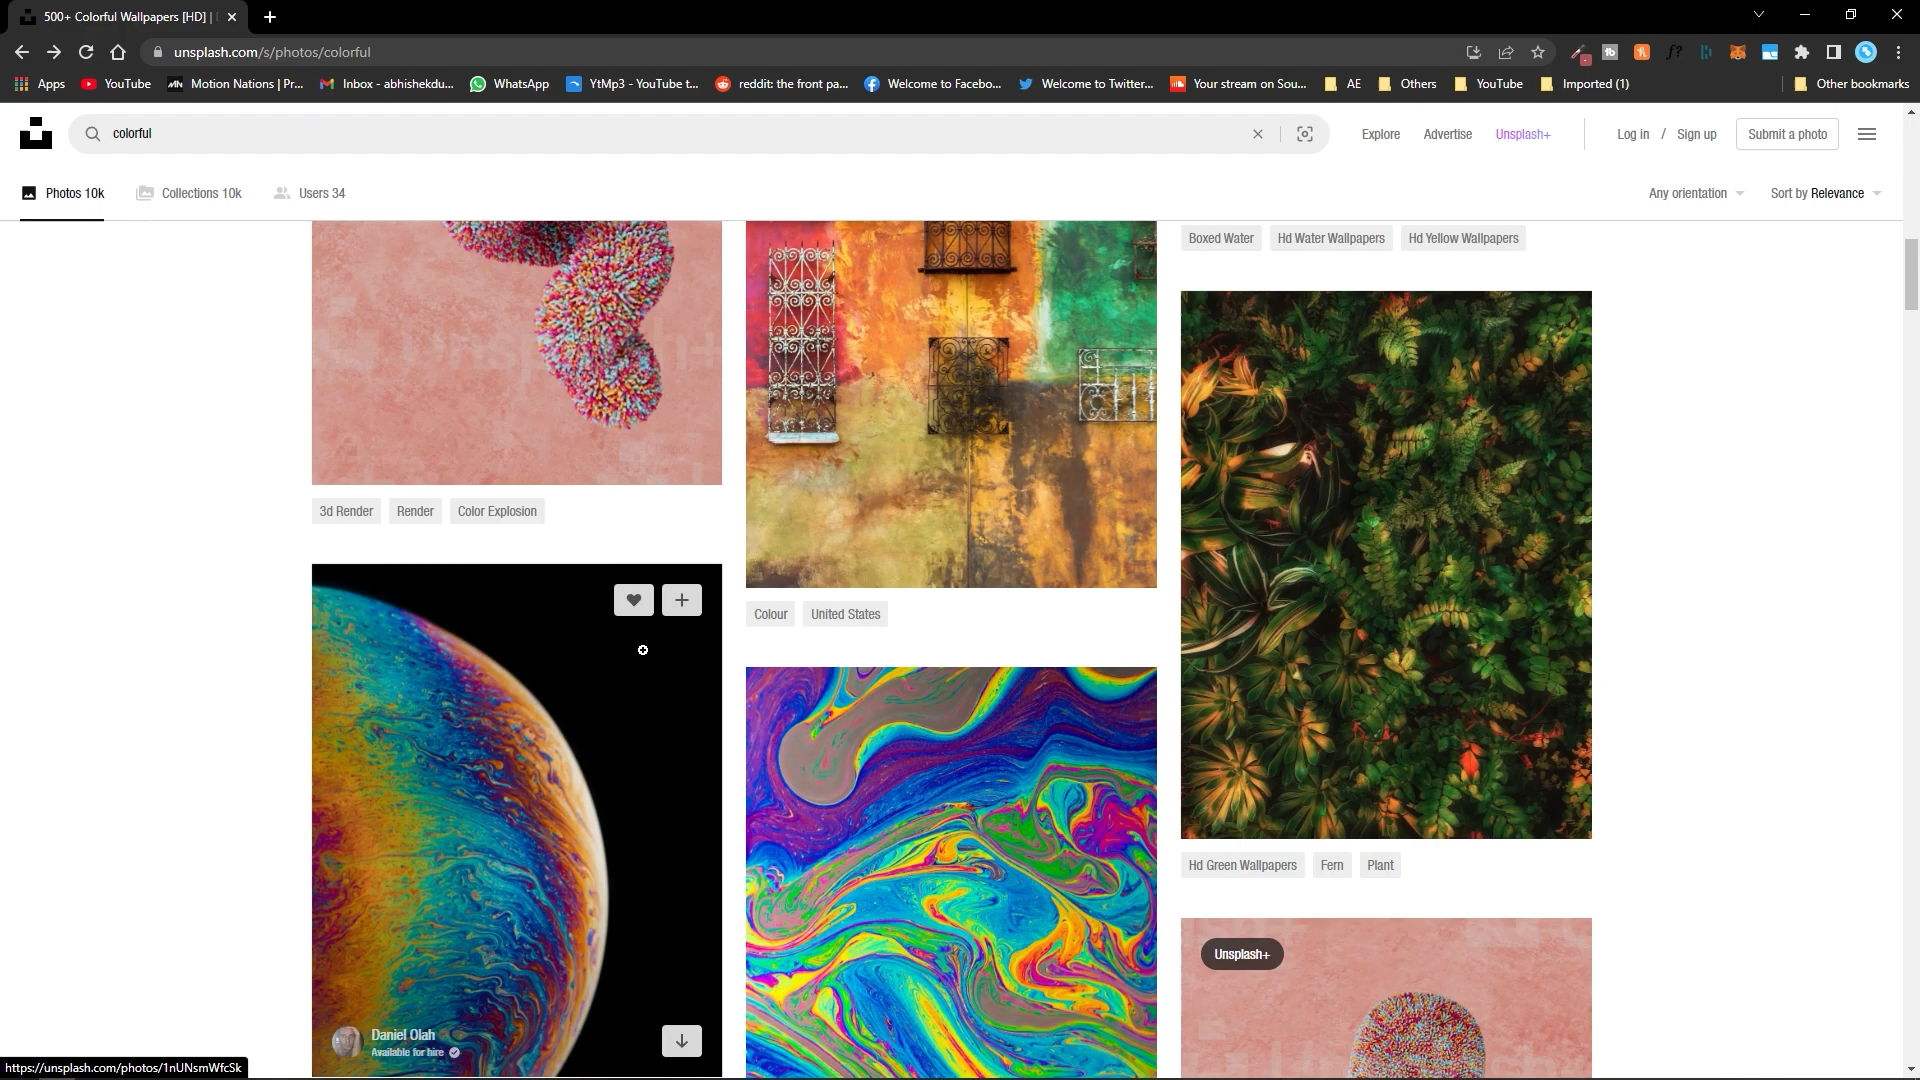 500+ Colorful Wallpapers [HD] |
unsplash.com/s/photos/colorful
Apps YouTube Motion Nations | Pr... Inbox - abhishekdu... WhatsApp YtMp3 - YouTube t... reddit: the front pa... Welcome to Facebo... Welcome to Twitter... Your stream on Sou... AE Others YouTube Imported (1) Other bookmarks
colorful
Explore Advertise Unsplash+ Log in / Sign up Submit a photo
Photos 10k Collections 10k Users 34 Any orientation Sort by Relevance
Boxed Water Hd Water Wallpapers Hd Yellow Wallpapers
3d Render Render Color Explosion
Colour United States
Hd Green Wallpapers Fern Plant
Unsplash+
Daniel Olah
Available for hire
https://unsplash.com/photos/1nUNsmWfcSk